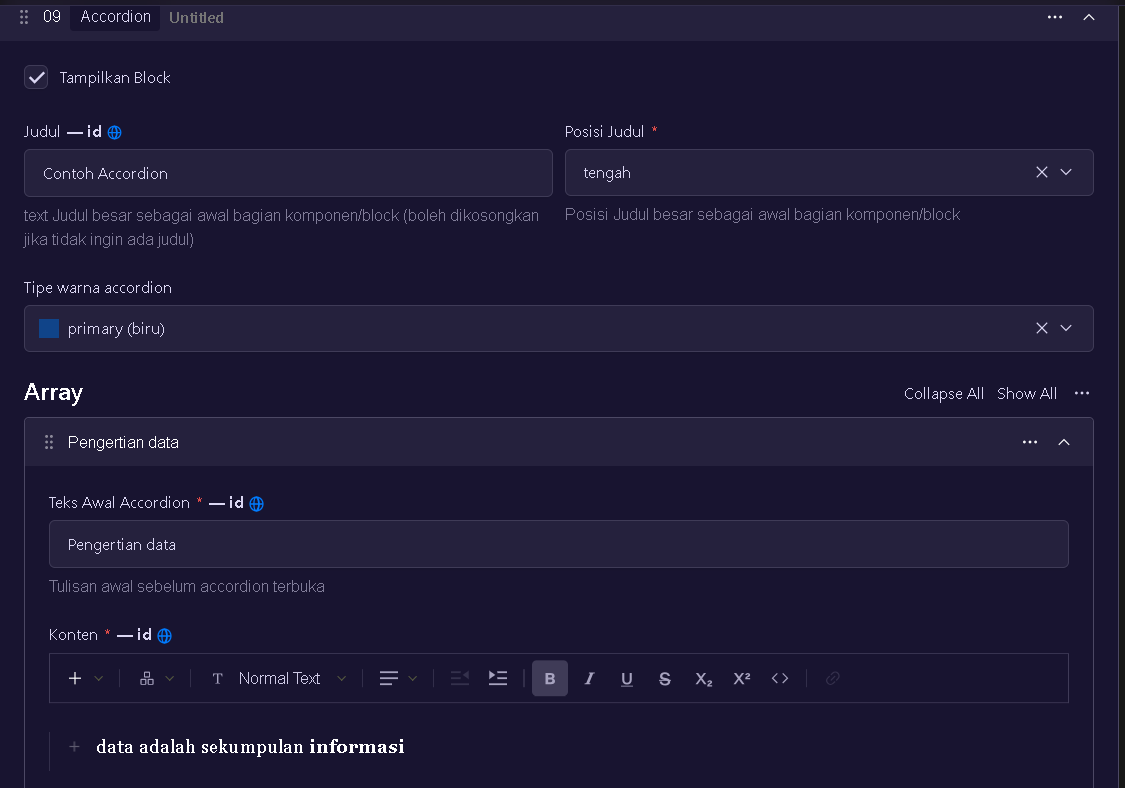 09 Accordion Untitled
Tampilkan Block
Judul — id
Posisi Judul *
Contoh Accordion
tengah
text Judul besar sebagai awal bagian komponen/block (boleh dikosongkan
jika tidak ingin ada judul)
Posisi Judul besar sebagai awal bagian komponen/block
Tipe warna accordion
primary (biru)
Array
Collapse All Show All
Pengertian data
Teks Awal Accordion * — id
Pengertian data
Tulisan awal sebelum accordion terbuka
Konten * — id
T Normal Text B I U S X₂ X²
data adalah sekumpulan informasi